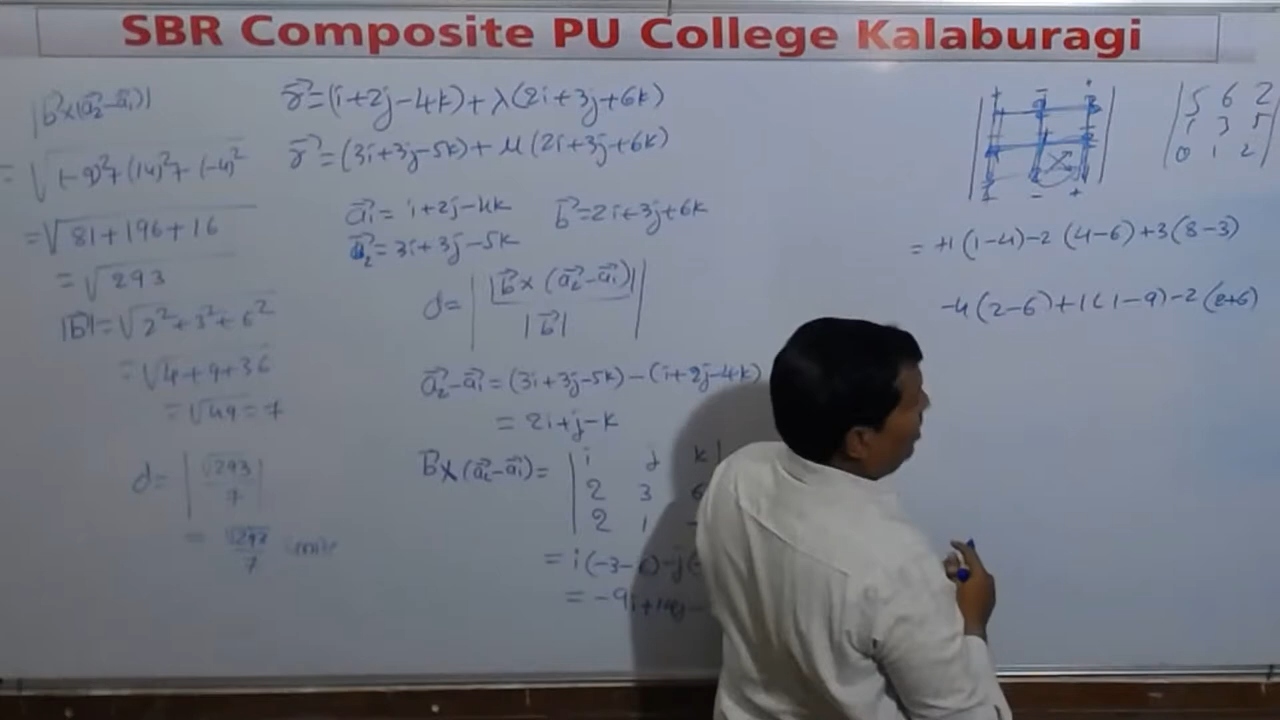 SBR Composite PU College Kalaburagi
|b⃗×(a⃗₂-a⃗₁)|
= √(-9)²+(14)²+(-4)²
= √81+196+16
= √293
|b⃗| = √2²+3²+6²
= √4+9+36
= √49 = 7
d = |√293/7|
= √293/7 units
r⃗ = (i+2j-4k)+λ(2i+3j+6k)
r⃗ = (3i+3j-5k)+μ(2i+3j+6k)
a⃗₁ = i+2j-4k b⃗ = 2i+3j+6k
a⃗₂ = 3i+3j-5k
d = | |b⃗×(a⃗₂-a⃗₁)| / |b⃗| |
a⃗₂-a⃗₁ = (3i+3j-5k)-(i+2j-4k)
= 2i+j-k
b⃗×(a⃗₂-a⃗₁) = | i j k |
2 3 6
2 1 -
= i(-3-6)-j(-
= -9i+14j-
|5 6 2|
|1 3 5|
|0 1 2|
= +1(1-4)-2(4-6)+3(8-3)
-4(2-6)+1(1-9)-2(2+6)